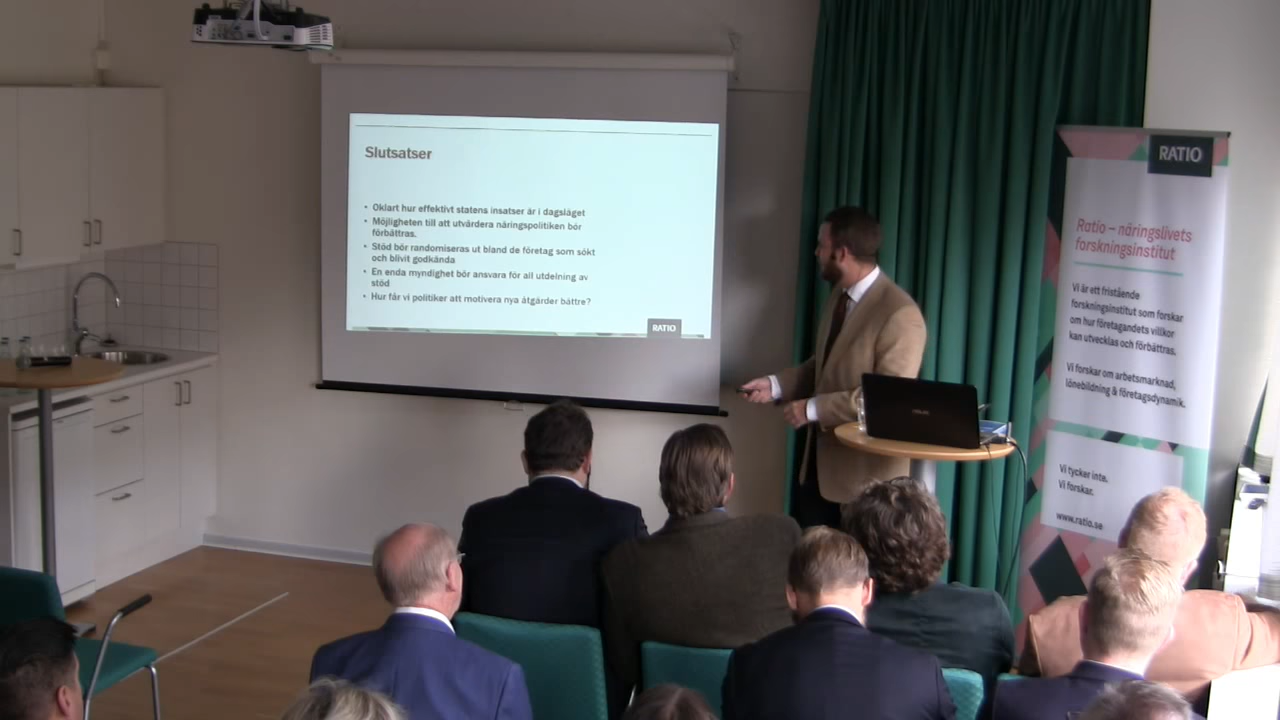 Slutsatser
• Oklart hur effektivt statens insatser är i dagsläget
• Möjligheten till att utvärdera näringspolitiken bör
förbättras.
• Stöd bör randomiseras ut bland de företag som sökt
och blivit godkända
• En enda myndighet bör ansvara för all utdelning av
stöd
• Hur får vi politiker att motivera nya åtgärder bättre?
RATIO
RATIO
Ratio – näringslivets
forskningsinstitut
Vi är ett fristående
forskningsinstitut som forskar
om hur företagandets villkor
kan utvecklas och förbättras.
Vi forskar om arbetsmarknad,
lönebildning & företagsdynamik.
Vi tycker inte.
Vi forskar.
www.ratio.se